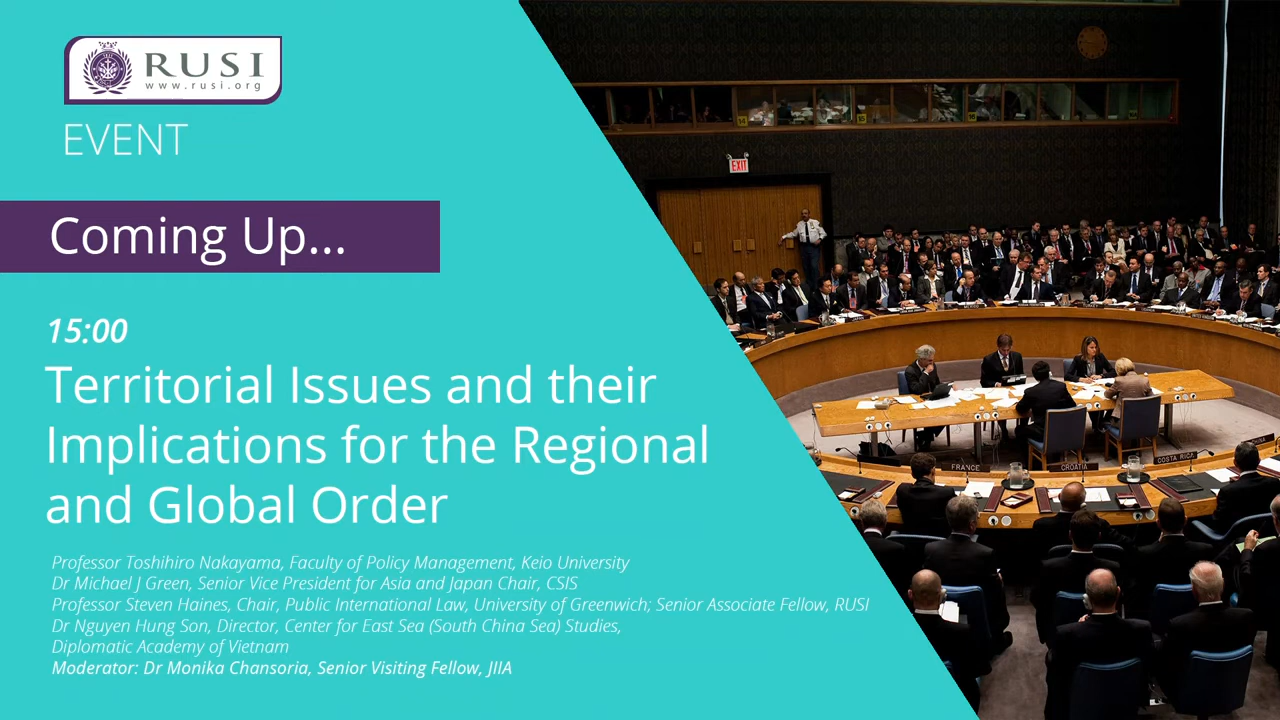 RUSI
www.rusi.org
EVENT
Coming Up...
15:00
Territorial Issues and their
Implications for the Regional
and Global Order
Professor Toshihiro Nakayama, Faculty of Policy Management, Keio University
Dr Michael J Green, Senior Vice President for Asia and Japan Chair, CSIS
Professor Steven Haines, Chair, Public International Law, University of Greenwich; Senior Associate Fellow, RUSI
Dr Nguyen Hung Son, Director, Center for East Sea (South China Sea) Studies,
Diplomatic Academy of Vietnam
Moderator: Dr Monika Chansoria, Senior Visiting Fellow, JIIA
EXIT
FRANCE
CROATIA
COSTA RICA